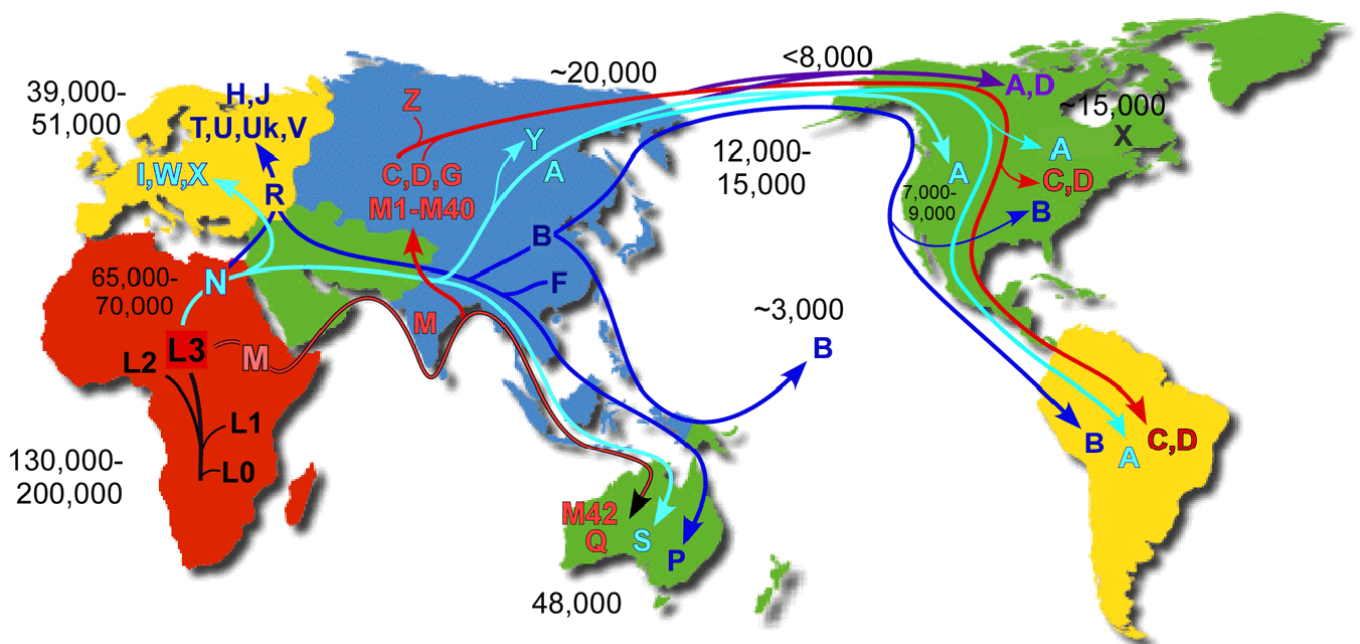 39,000-
51,000
H,J
T,U,Uk,V
I,W,X
R
N
65,000-
70,000
L3
L2
M
L1
L0
130,000-
200,000
~20,000
<8,000
Z
Y
A
C,D,G
M1-M40
B
F
M
M42
Q
S
P
48,000
~3,000
B
12,000-
15,000
A,D
~15,000
X
A
A
C,D
7,000-
9,000
B
B
A
C,D